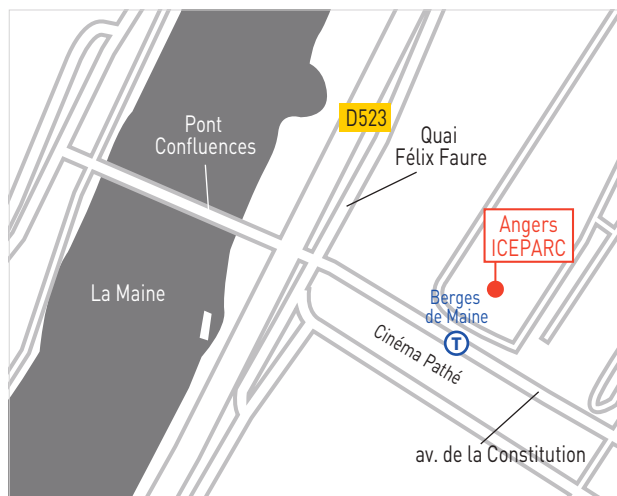 D523
Pont
Confluences
Quai
Félix Faure
Angers
ICEPARC
La Maine
Berges
de Maine
T
Cinéma Pathé
av. de la Constitution